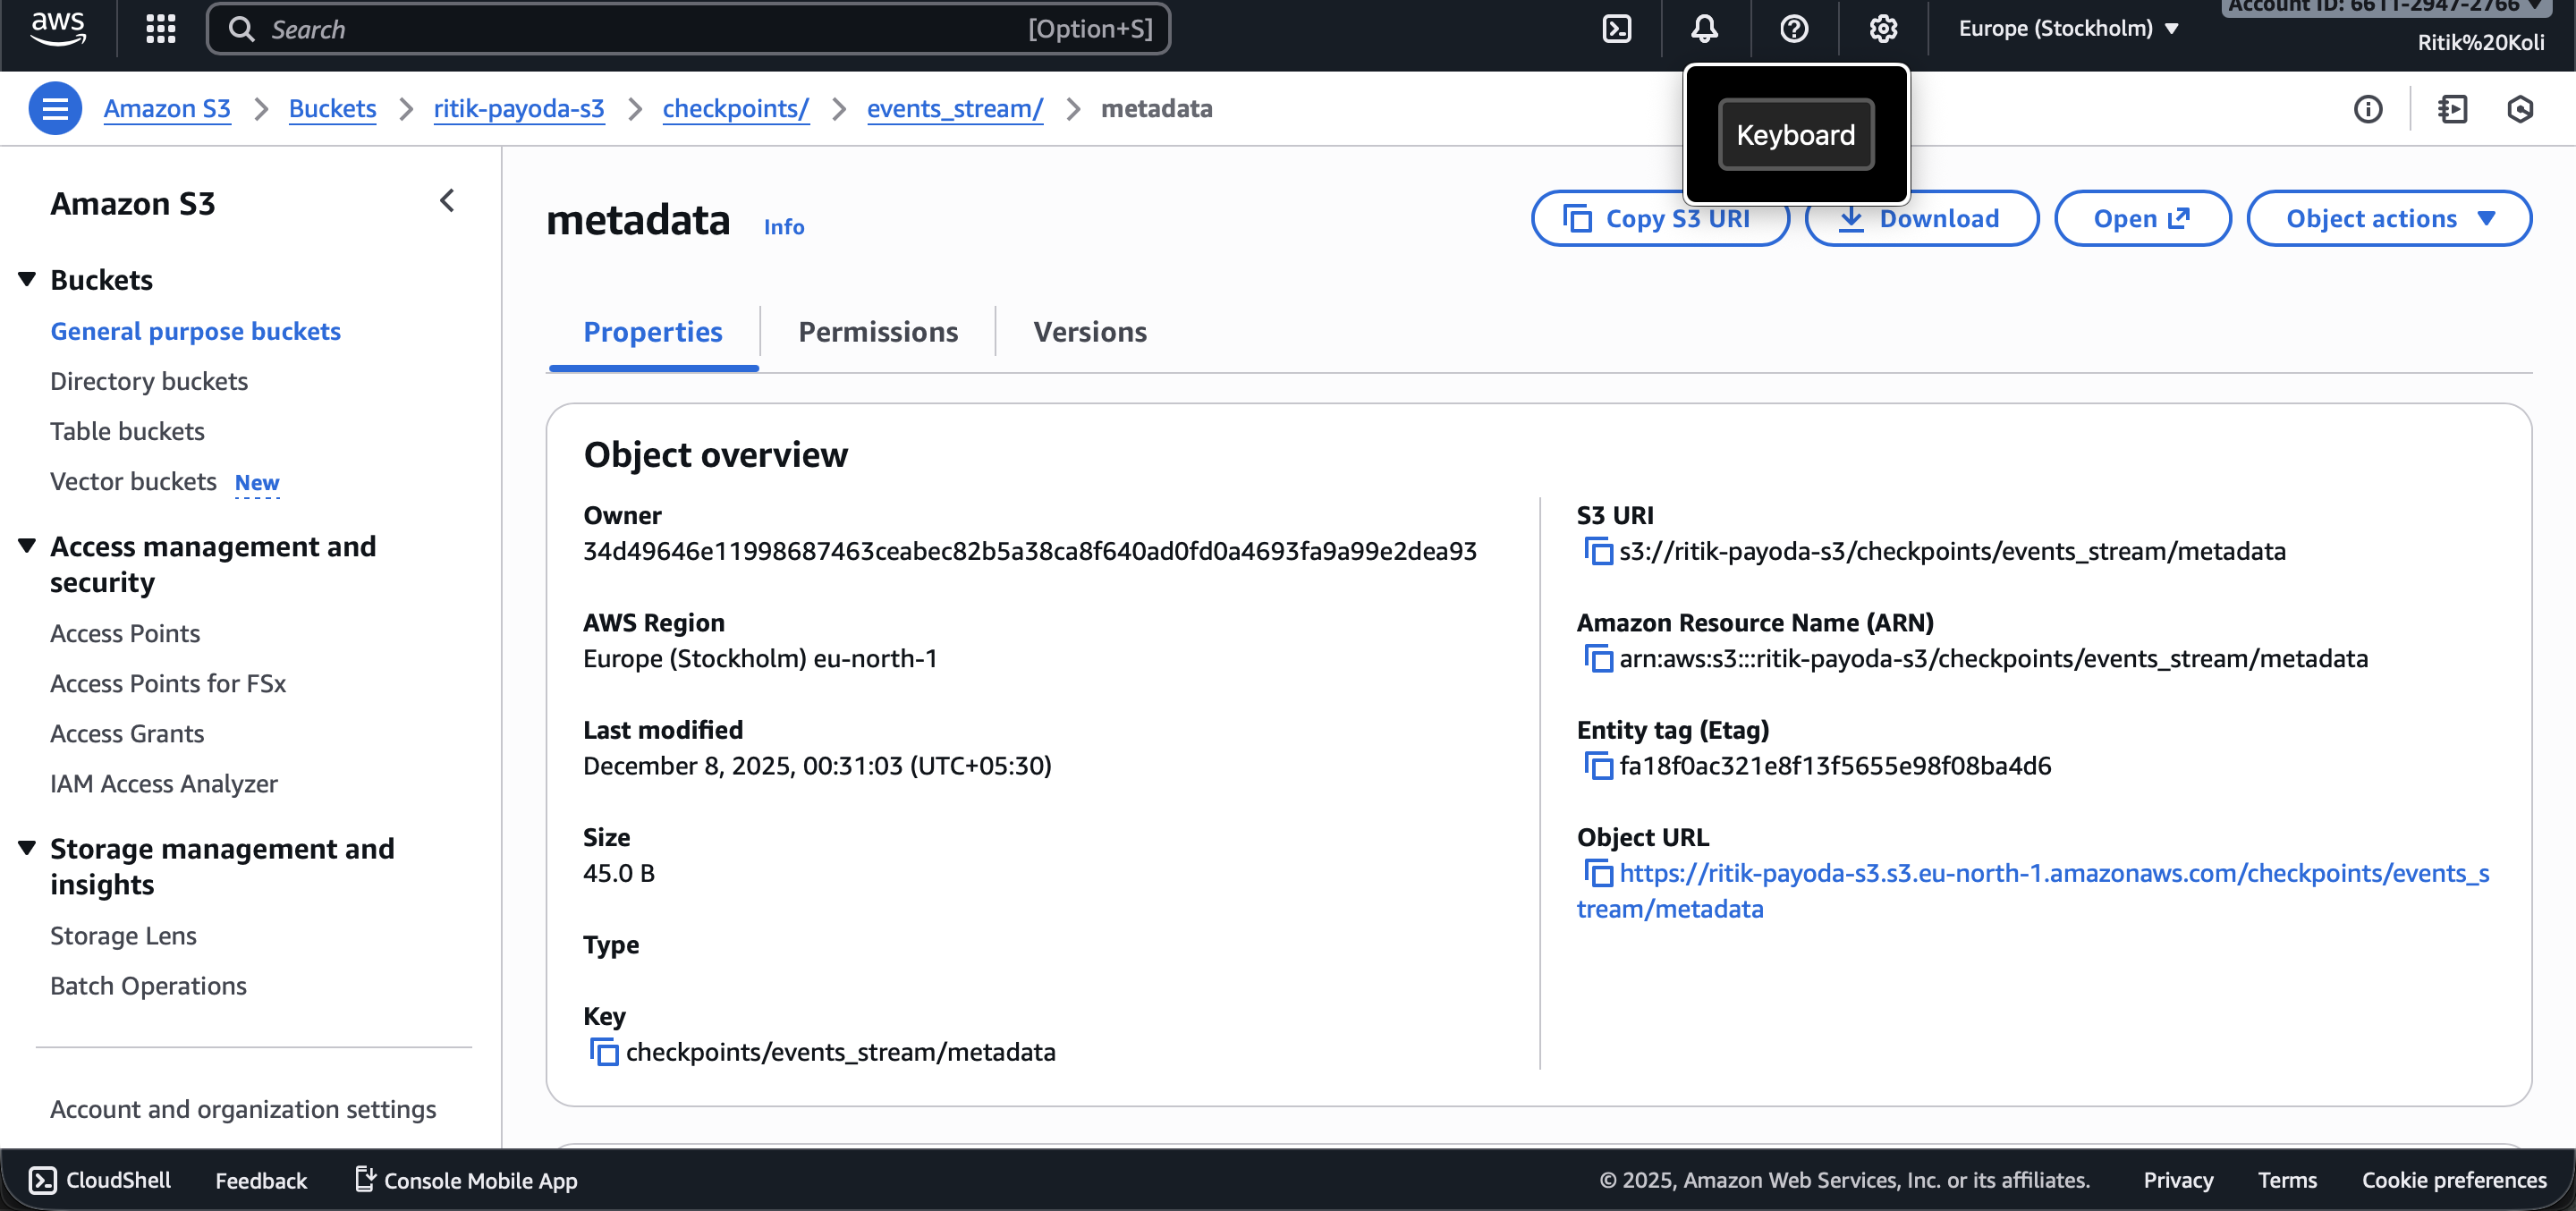 aws
Search
[Option+S]
Europe (Stockholm)
Account ID: 6611-2947-2766
Ritik%20Koli
Keyboard
Amazon S3
Buckets
ritik-payoda-s3
checkpoints/
events_stream/
metadata
Amazon S3
Buckets
General purpose buckets
Directory buckets
Table buckets
Vector buckets New
Access management and
security
Access Points
Access Points for FSx
Access Grants
IAM Access Analyzer
Storage management and
insights
Storage Lens
Batch Operations
Account and organization settings
metadata Info
Copy S3 URI
Download
Open
Object actions
Properties
Permissions
Versions
Object overview
Owner
34d49646e11998687463ceabec82b5a38ca8f640ad0fd0a4693fa9a99e2dea93
AWS Region
Europe (Stockholm) eu-north-1
Last modified
December 8, 2025, 00:31:03 (UTC+05:30)
Size
45.0 B
Type
Key
checkpoints/events_stream/metadata
S3 URI
s3://ritik-payoda-s3/checkpoints/events_stream/metadata
Amazon Resource Name (ARN)
arn:aws:s3:::ritik-payoda-s3/checkpoints/events_stream/metadata
Entity tag (Etag)
fa18f0ac321e8f13f5655e98f08ba4d6
Object URL
https://ritik-payoda-s3.s3.eu-north-1.amazonaws.com/checkpoints/events_s
tream/metadata
CloudShell
Feedback
Console Mobile App
© 2025, Amazon Web Services, Inc. or its affiliates.
Privacy
Terms
Cookie preferences